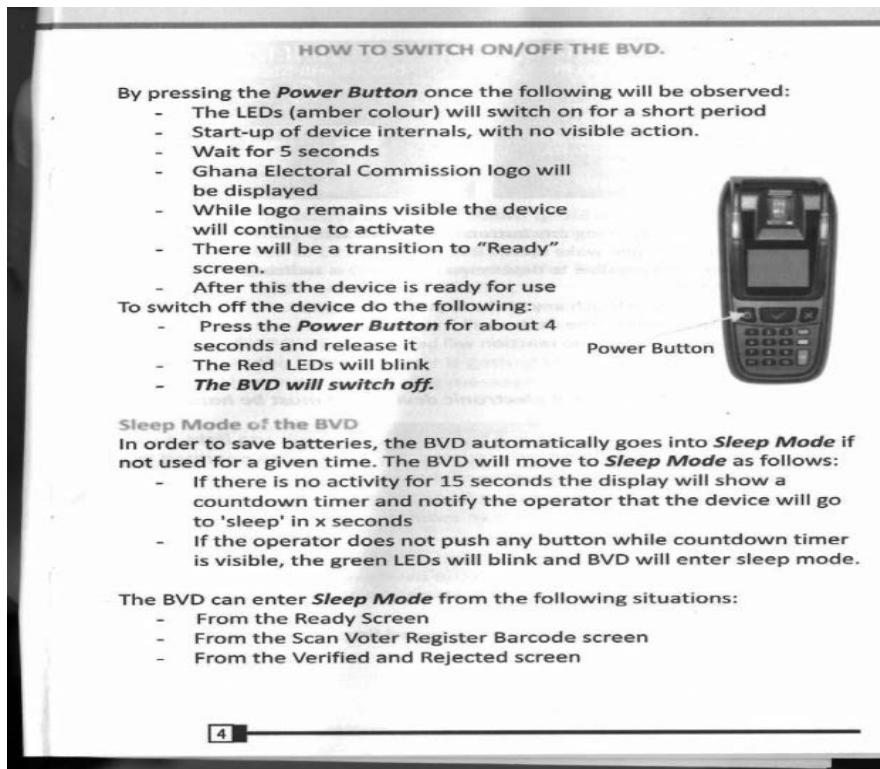 HOW TO SWITCH ON/OFF THE BVD.
By pressing the Power Button once the following will be observed:
- The LEDs (amber colour) will switch on for a short period
- Start-up of device internals, with no visible action.
- Wait for 5 seconds
- Ghana Electoral Commission logo will
be displayed
- While logo remains visible the device
will continue to activate
- There will be a transition to “Ready”
screen.
- After this the device is ready for use
To switch off the device do the following:
- Press the Power Button for about 4
seconds and release it
- The Red LEDs will blink
- The BVD will switch off.
Power Button
Sleep Mode of the BVD
In order to save batteries, the BVD automatically goes into Sleep Mode if
not used for a given time. The BVD will move to Sleep Mode as follows:
- If there is no activity for 15 seconds the display will show a
countdown timer and notify the operator that the device will go
to 'sleep' in x seconds
- If the operator does not push any button while countdown timer
is visible, the green LEDs will blink and BVD will enter sleep mode.
The BVD can enter Sleep Mode from the following situations:
- From the Ready Screen
- From the Scan Voter Register Barcode screen
- From the Verified and Rejected screen
4